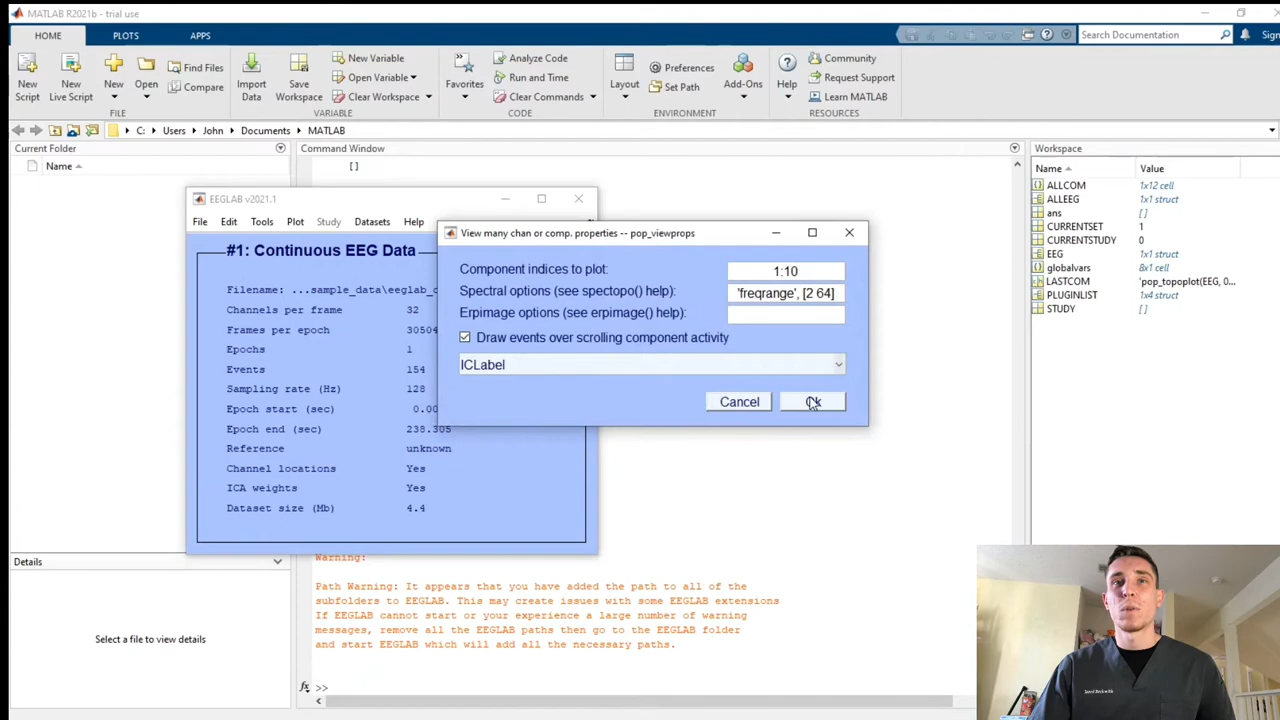 MATLAB R2021b - trial use
HOME
PLOTS
APPS
Search Documentation
Sign
New Script
New Live Script
New
Open
Find Files
Compare
Import Data
Save Workspace
New Variable
Open Variable
Clear Workspace
Favorites
Analyze Code
Run and Time
Clear Commands
Layout
Preferences
Set Path
Add-Ons
Help
Community
Request Support
Learn MATLAB
FILE
VARIABLE
CODE
ENVIRONMENT
RESOURCES
C: Users John Documents MATLAB
Current Folder
Name
Command Window
[]
Workspace
Name Value
ALLCOM 1x12 cell
ALLEEG 1x1 struct
ans []
CURRENTSET 1
CURRENTSTUDY 0
EEG 1x1 struct
globalvars 8x1 cell
LASTCOM 'pop_topoplot(EEG, 0...
PLUGINLIST 1x4 struct
STUDY []
EEGLAB v2021.1
File Edit Tools Plot Study Datasets Help
#1: Continuous EEG Data
Filename: ...sample_data\eeglab_d
Channels per frame 32
Frames per epoch 30504
Epochs 1
Events 154
Sampling rate (Hz) 128
Epoch start (sec) 0.00
Epoch end (sec) 238.305
Reference unknown
Channel locations Yes
ICA weights Yes
Dataset size (Mb) 4.4
View many chan or comp. properties -- pop_viewprops
Component indices to plot: 1:10
Spectral options (see spectopo() help): 'freqrange', [2 64]
Erpimage options (see erpimage() help):
Draw events over scrolling component activity
ICLabel
Cancel
Ok
Warning:
Path Warning: It appears that you have added the path to all of the
subfolders to EEGLAB. This may create issues with some EEGLAB extensions
If EEGLAB cannot start or your experience a large number of warning
messages, remove all the EEGLAB paths then go to the EEGLAB folder
and start EEGLAB which will add all the necessary paths.
fx >>
Details
Select a file to view details